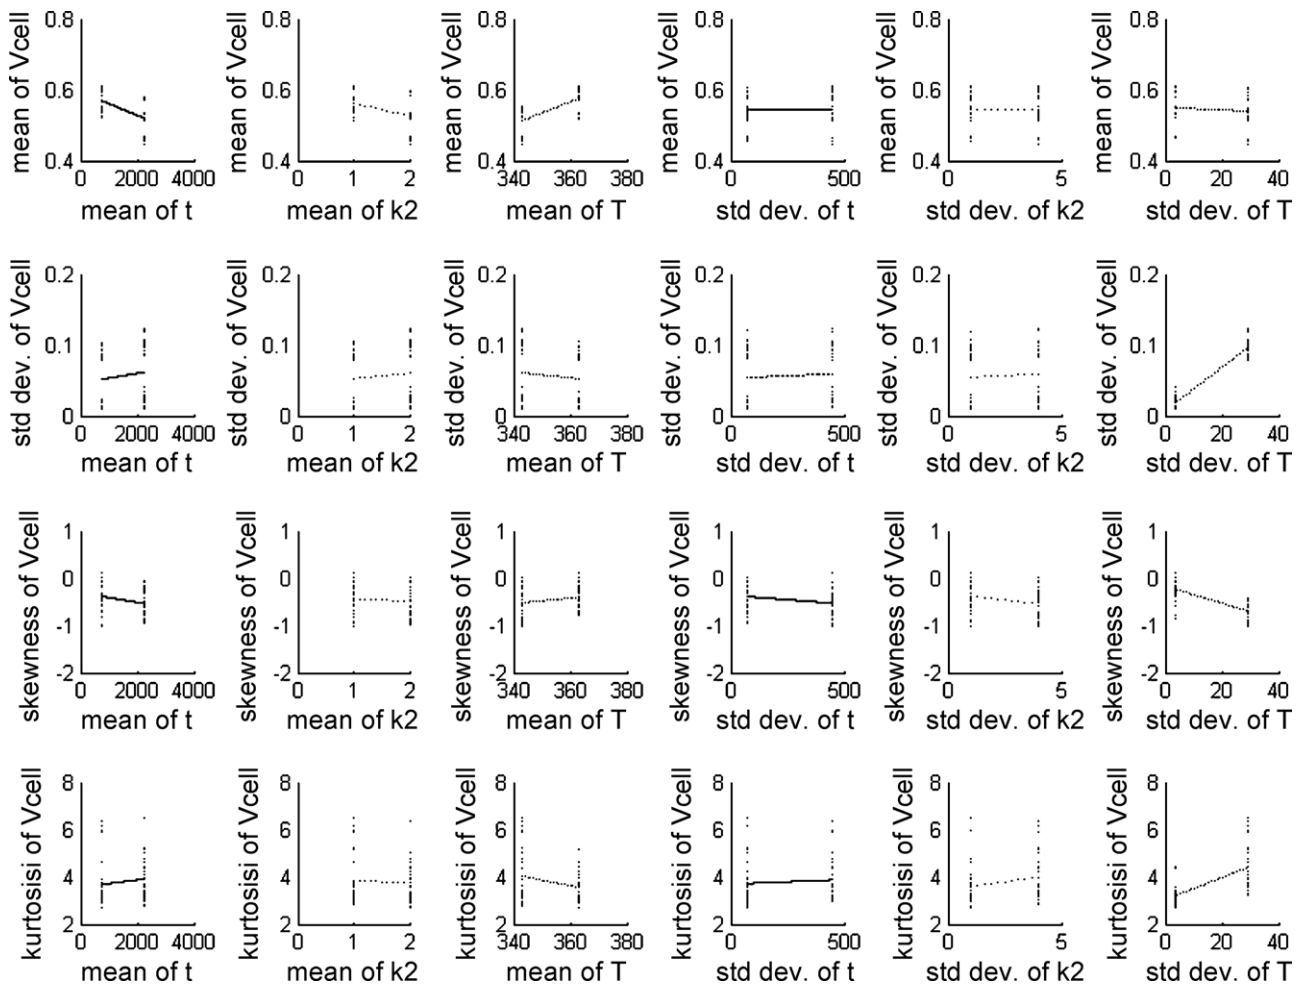 0.8 0.8 0.8 0.8 0.8 0.8
0.6 0.6 0.6 0.6 0.6 0.6
0.4 0.4 0.4 0.4 0.4 0.4
mean of Vcell mean of Vcell mean of Vcell mean of Vcell mean of Vcell mean of Vcell
0 2000 4000 0 1 2 340 360 380 0 500 0 5 0 20 40
mean of t mean of k2 mean of T std dev. of t std dev. of k2 std dev. of T
0.2 0.2 0.2 0.2 0.2 0.2
0.1 0.1 0.1 0.1 0.1 0.1
0 0 0 0 0 0
std dev. of Vcell std dev. of Vcell std dev. of Vcell std dev. of Vcell std dev. of Vcell std dev. of Vcell
0 2000 4000 0 1 2 340 360 380 0 500 0 5 0 20 40
mean of t mean of k2 mean of T std dev. of t std dev. of k2 std dev. of T
1 1 1 1 1 1
0 0 0 0 0 0
-1 -1 -1 -1 -1 -1
-2 -2 -2 -2 -2 -2
skewness of Vcell skewness of Vcell skewness of Vcell skewness of Vcell skewness of Vcell skewness of Vcell
0 2000 4000 0 1 2 340 360 380 0 500 0 5 0 20 40
mean of t mean of k2 mean of T std dev. of t std dev. of k2 std dev. of T
8 8 8 8 8 8
6 6 6 6 6 6
4 4 4 4 4 4
2 2 2 2 2 2
kurtosisi of Vcell kurtosisi of Vcell kurtosisi of Vcell kurtosisi of Vcell kurtosisi of Vcell kurtosisi of Vcell
0 2000 4000 0 1 2 340 360 380 0 500 0 5 0 20 40
mean of t mean of k2 mean of T std dev. of t std dev. of k2 std dev. of T